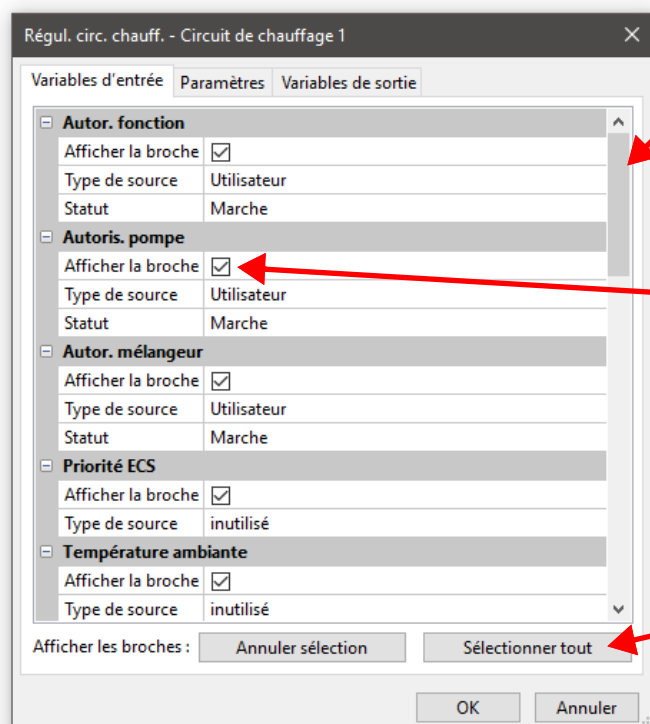 Régul. circ. chauff. - Circuit de chauffage 1
Variables d'entrée Paramètres Variables de sortie
Autor. fonction
Afficher la broche
Type de source Utilisateur
Statut Marche
Autoris. pompe
Afficher la broche
Type de source Utilisateur
Statut Marche
Autor. mélangeur
Afficher la broche
Type de source Utilisateur
Statut Marche
Priorité ECS
Afficher la broche
Type de source inutilisé
Température ambiante
Afficher la broche
Type de source inutilisé
Afficher les broches : Annuler sélection Sélectionner tout
OK Annuler